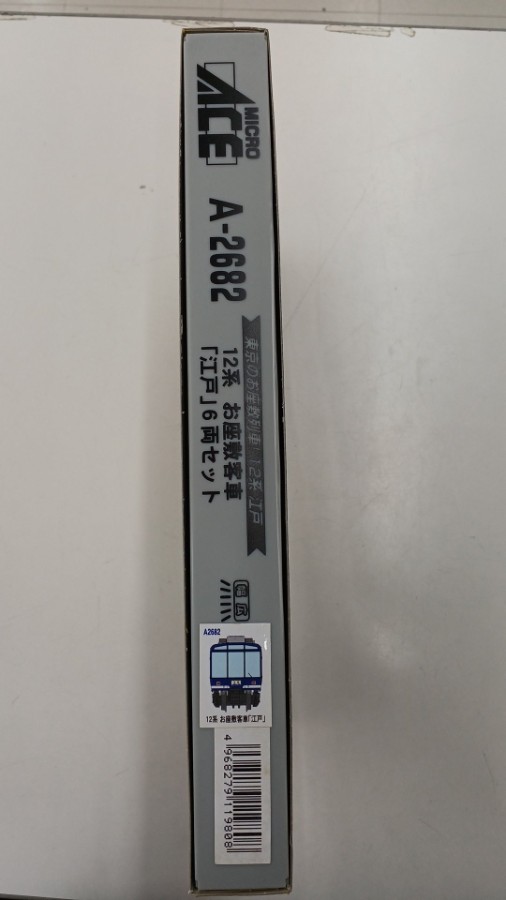 MICRO
ACE
A-2682
東京のお座敷列車!12系 江戸
12系 お座敷客車
「江戸」6両セット
A2682
12系 お座敷客車「江戸」
4 968279 119808